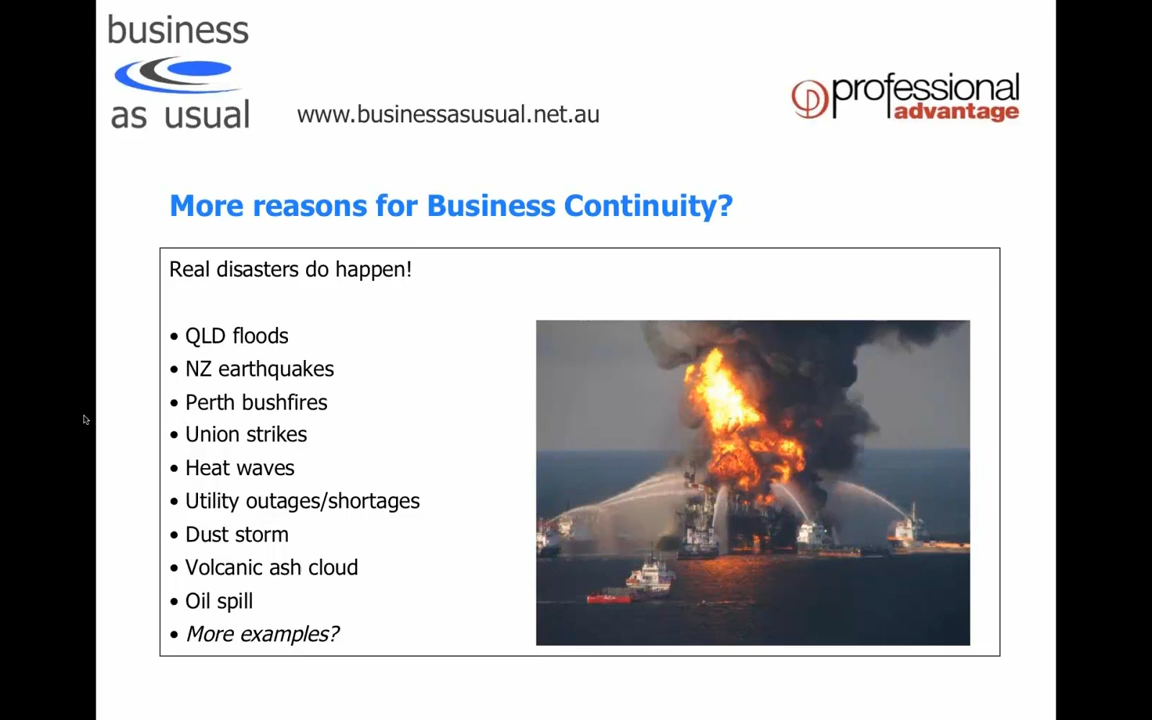 business
as usual
www.businessasusual.net.au
professional
advantage
More reasons for Business Continuity?
Real disasters do happen!
• QLD floods
• NZ earthquakes
• Perth bushfires
• Union strikes
• Heat waves
• Utility outages/shortages
• Dust storm
• Volcanic ash cloud
• Oil spill
• More examples?